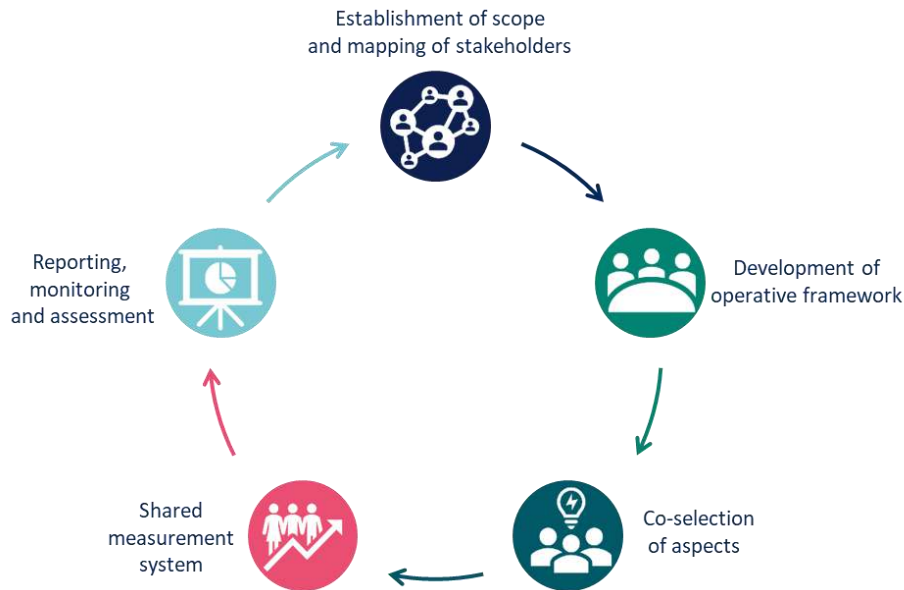 Establishment of scope
and mapping of stakeholders
Development of
operative framework
Co-selection
of aspects
Shared
measurement
system
Reporting,
monitoring
and assessment